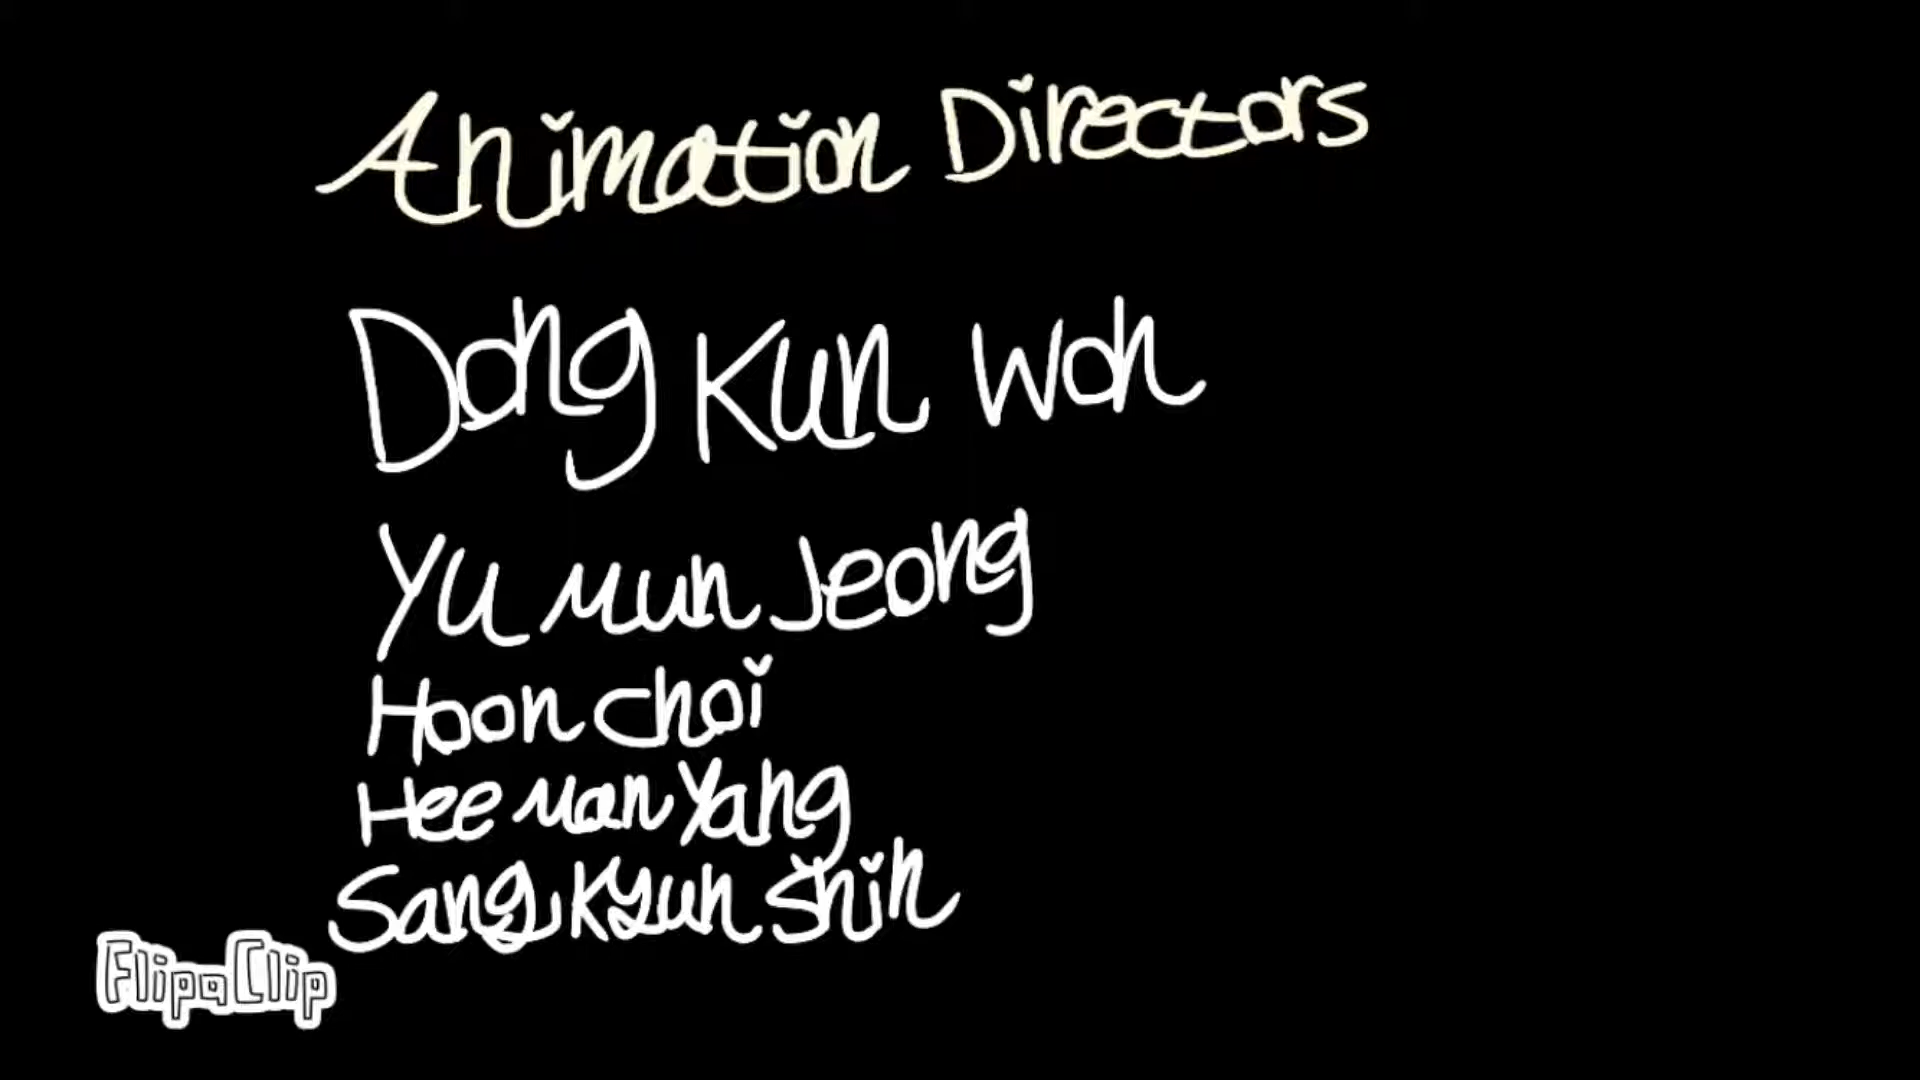 Animation Directors
Dong Kun Won
Yu Mun Jeong
Hoon Choi
Hee Man Yang
Sang Kyun Shin
FlipaClip